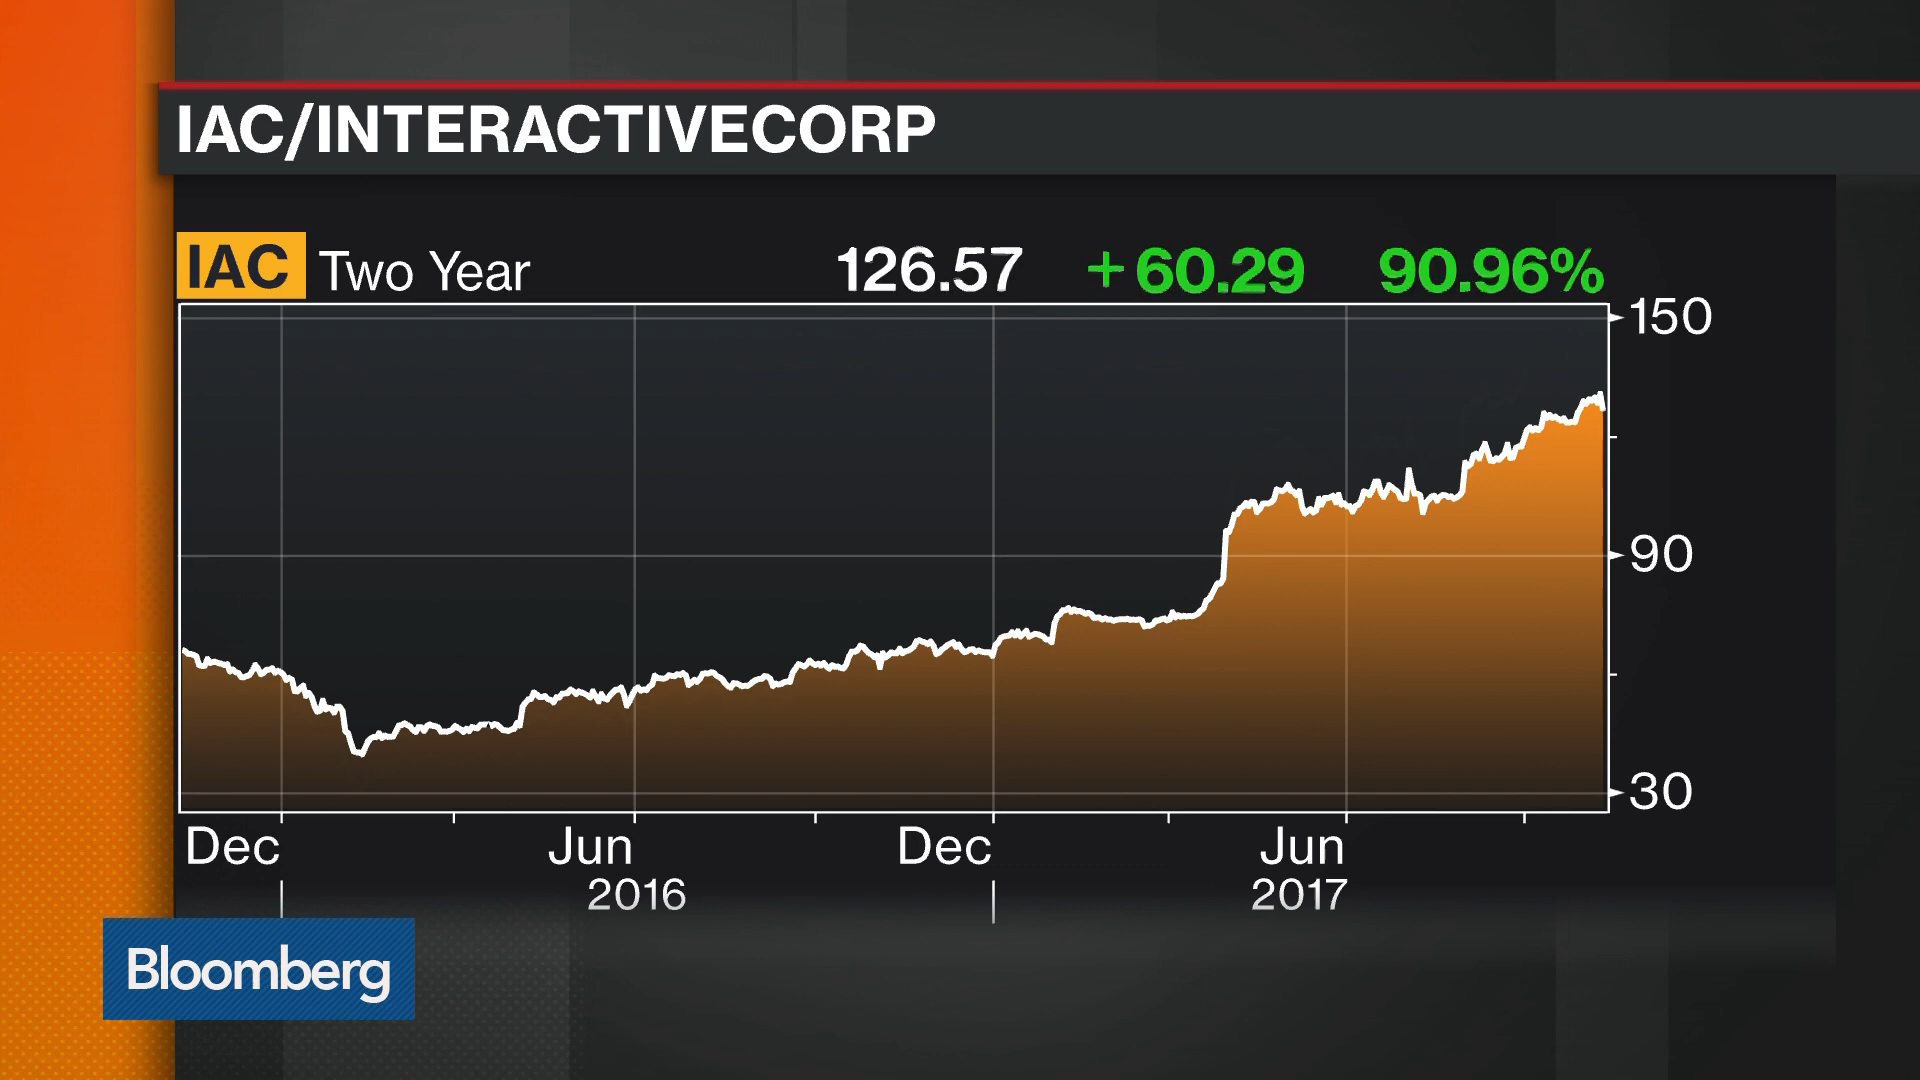 IAC/INTERACTIVECORP
IAC Two Year 126.57 +60.29 90.96%
150
90
30
Dec Jun Dec Jun
2016 2017
Bloomberg